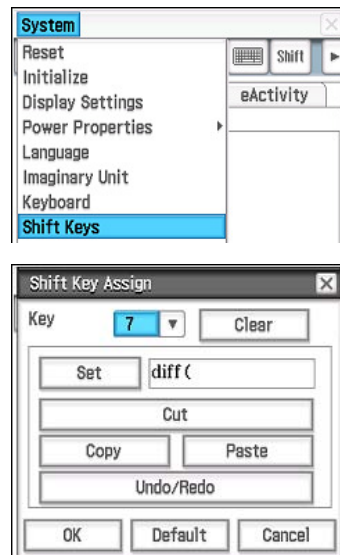 System
Reset
Initialize
Display Settings
Power Properties
Language
Imaginary Unit
Keyboard
Shift Keys
Shift
eActivity
Shift Key Assign
Key 7 Clear
Set diff(
Cut
Copy Paste
Undo/Redo
OK Default Cancel